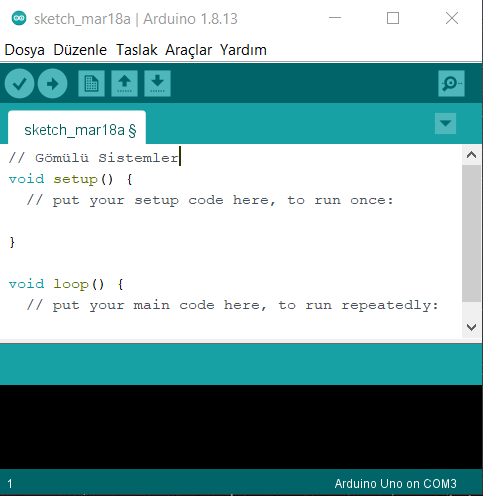 sketch_mar18a | Arduino 1.8.13
Dosya Düzenle Taslak Araçlar Yardım
sketch_mar18a §
// Gömülü Sistemler
void setup() {
  // put your setup code here, to run once:
}
void loop() {
  // put your main code here, to run repeatedly:
1
Arduino Uno on COM3